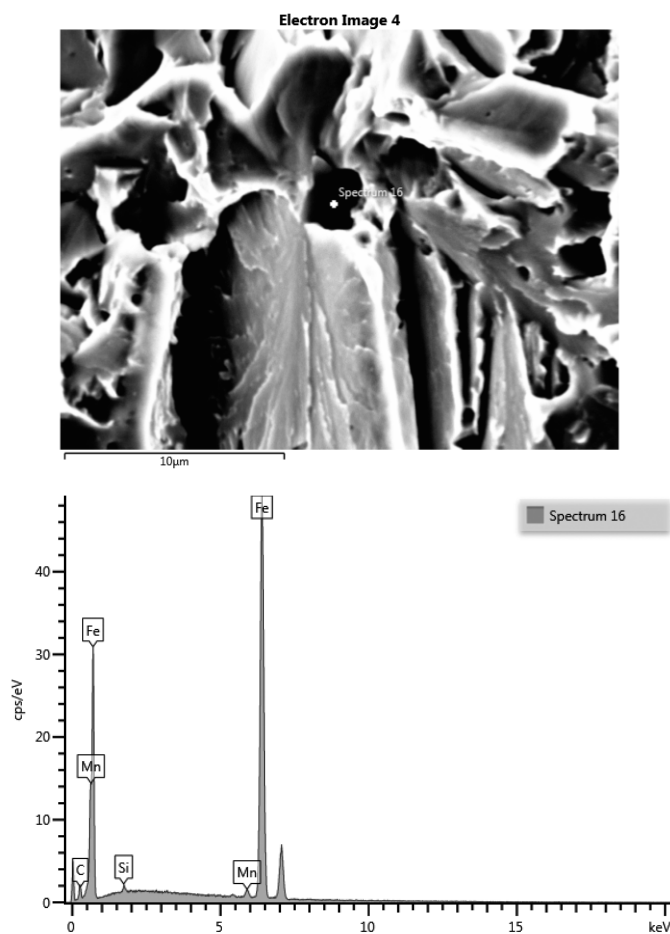 Electron Image 4
Spectrum 16
10µm
Spectrum 16
Fe
Fe
Mn
C
Si
Mn
cps/eV
40
30
20
10
0
0
5
10
15
keV